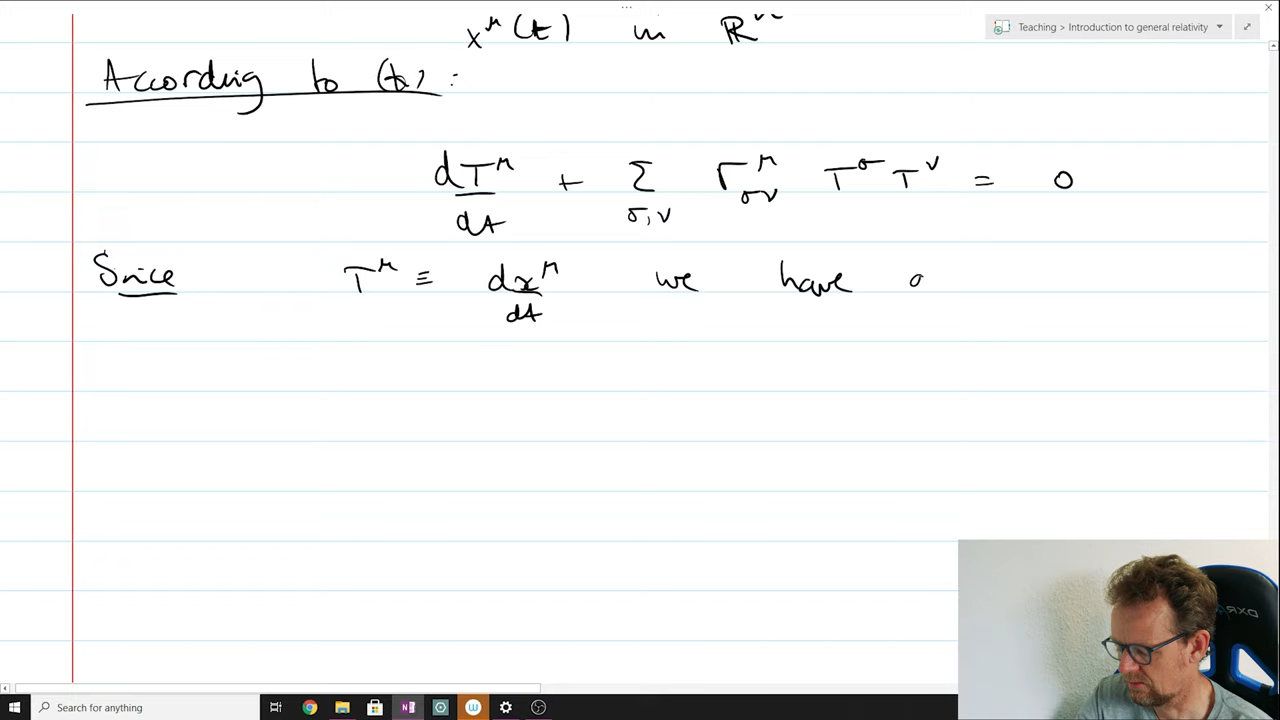 x^μ(t) in ℝ^n
Teaching > Introduction to general relativity
According to (*) :
dT^μ/dt + Σ_{σ,ν} Γ^μ_{σν} T^σ T^ν = 0
Since T^μ ≡ dx^μ/dt we have
Search for anything